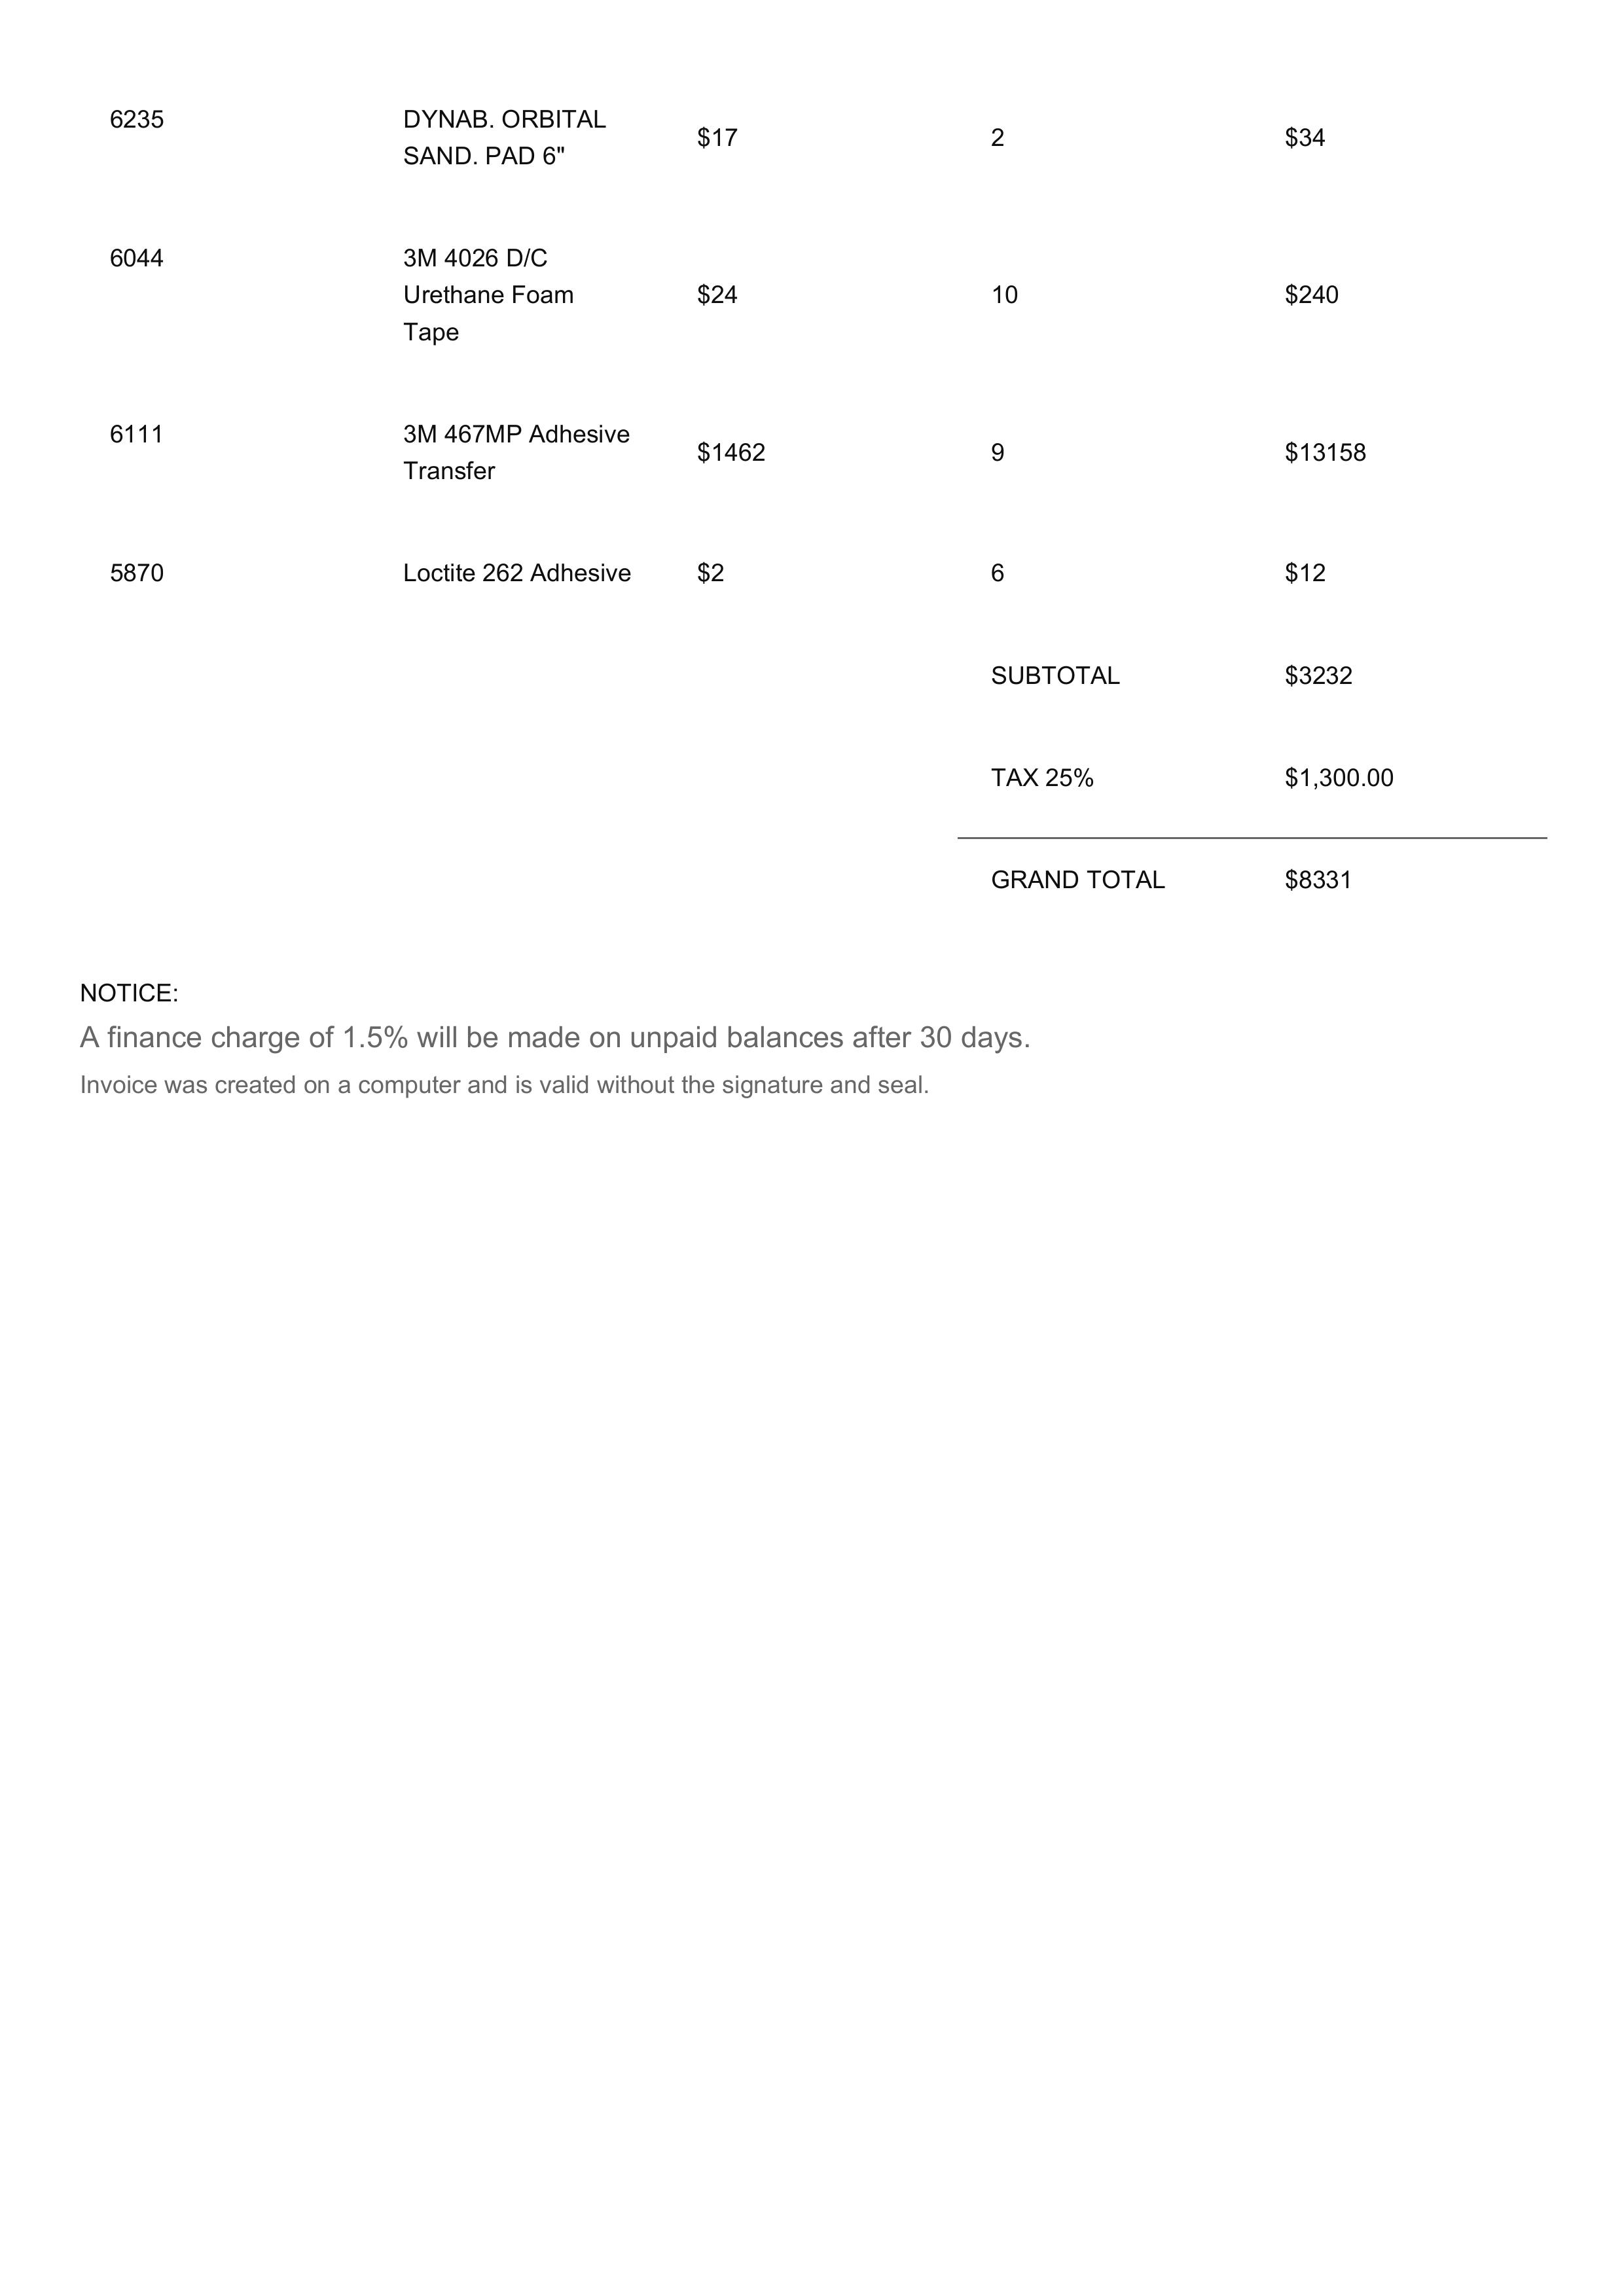 6235 DYNAB. ORBITAL
SAND. PAD 6" $17 2 $34
6044 3M 4026 D/C
Urethane Foam $24 10 $240
Tape
6111 3M 467MP Adhesive
Transfer $1462 9 $13158
5870 Loctite 262 Adhesive $2 6 $12
SUBTOTAL $3232
TAX 25% $1,300.00
GRAND TOTAL $8331
NOTICE:
A finance charge of 1.5% will be made on unpaid balances after 30 days.
Invoice was created on a computer and is valid without the signature and seal.